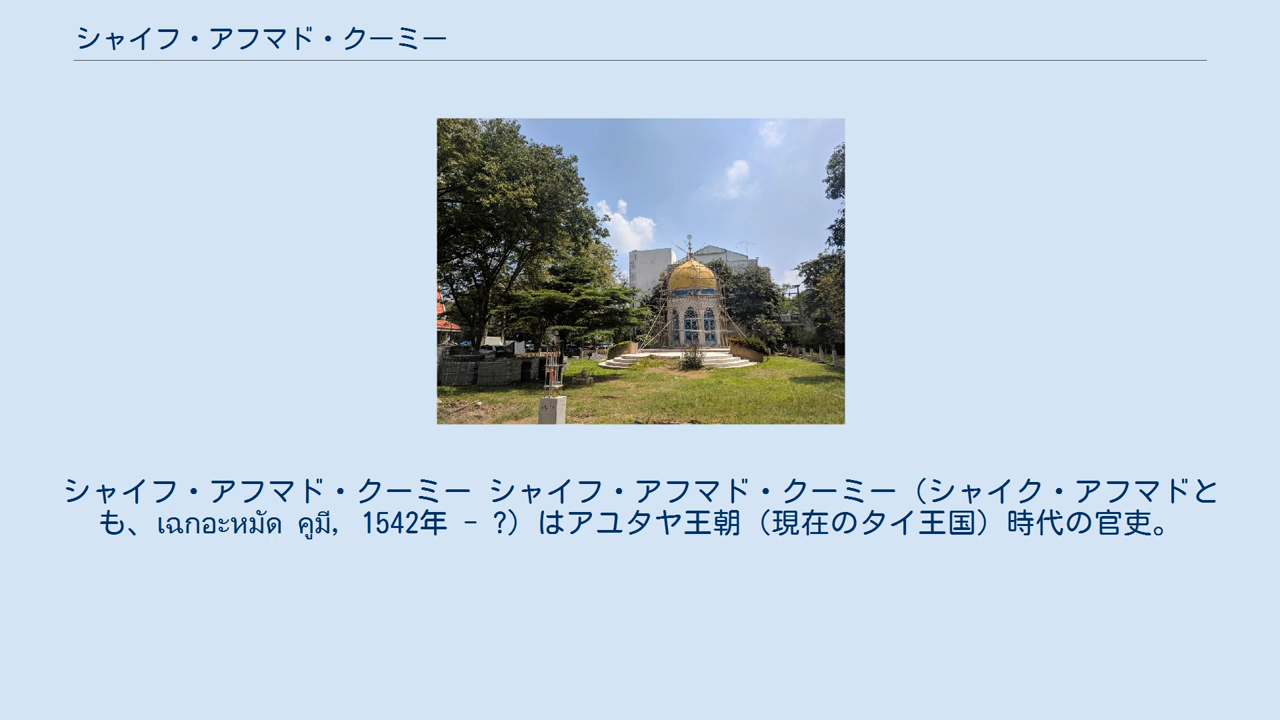 シャイフ・アフマド・クーミー
シャイフ・アフマド・クーミー シャイフ・アフマド・クーミー（シャイク・アフマドと
も、เฉกอะหมัด คูมี, 1542年 - ?）はアユタヤ王朝（現在のタイ王国）時代の官吏。